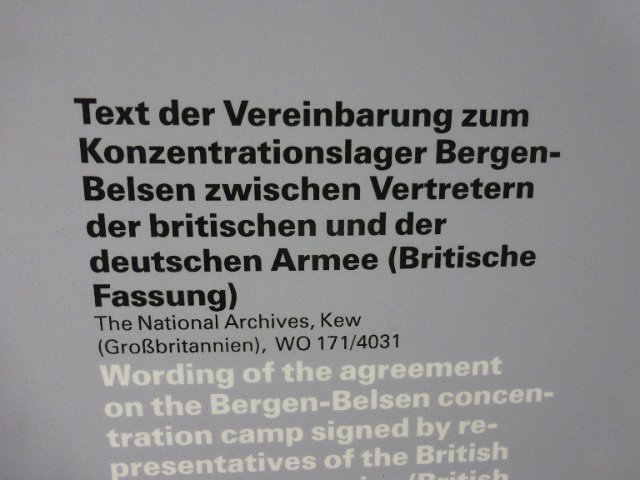 Text der Vereinbarung zum
Konzentrationslager Bergen-
Belsen zwischen Vertretern
der britischen und der
deutschen Armee (Britische
Fassung)
The National Archives, Kew
(Großbritannien), WO 171/4031
Wording of the agreement
on the Bergen-Belsen concen-
tration camp signed by re-
presentatives of the British
(British